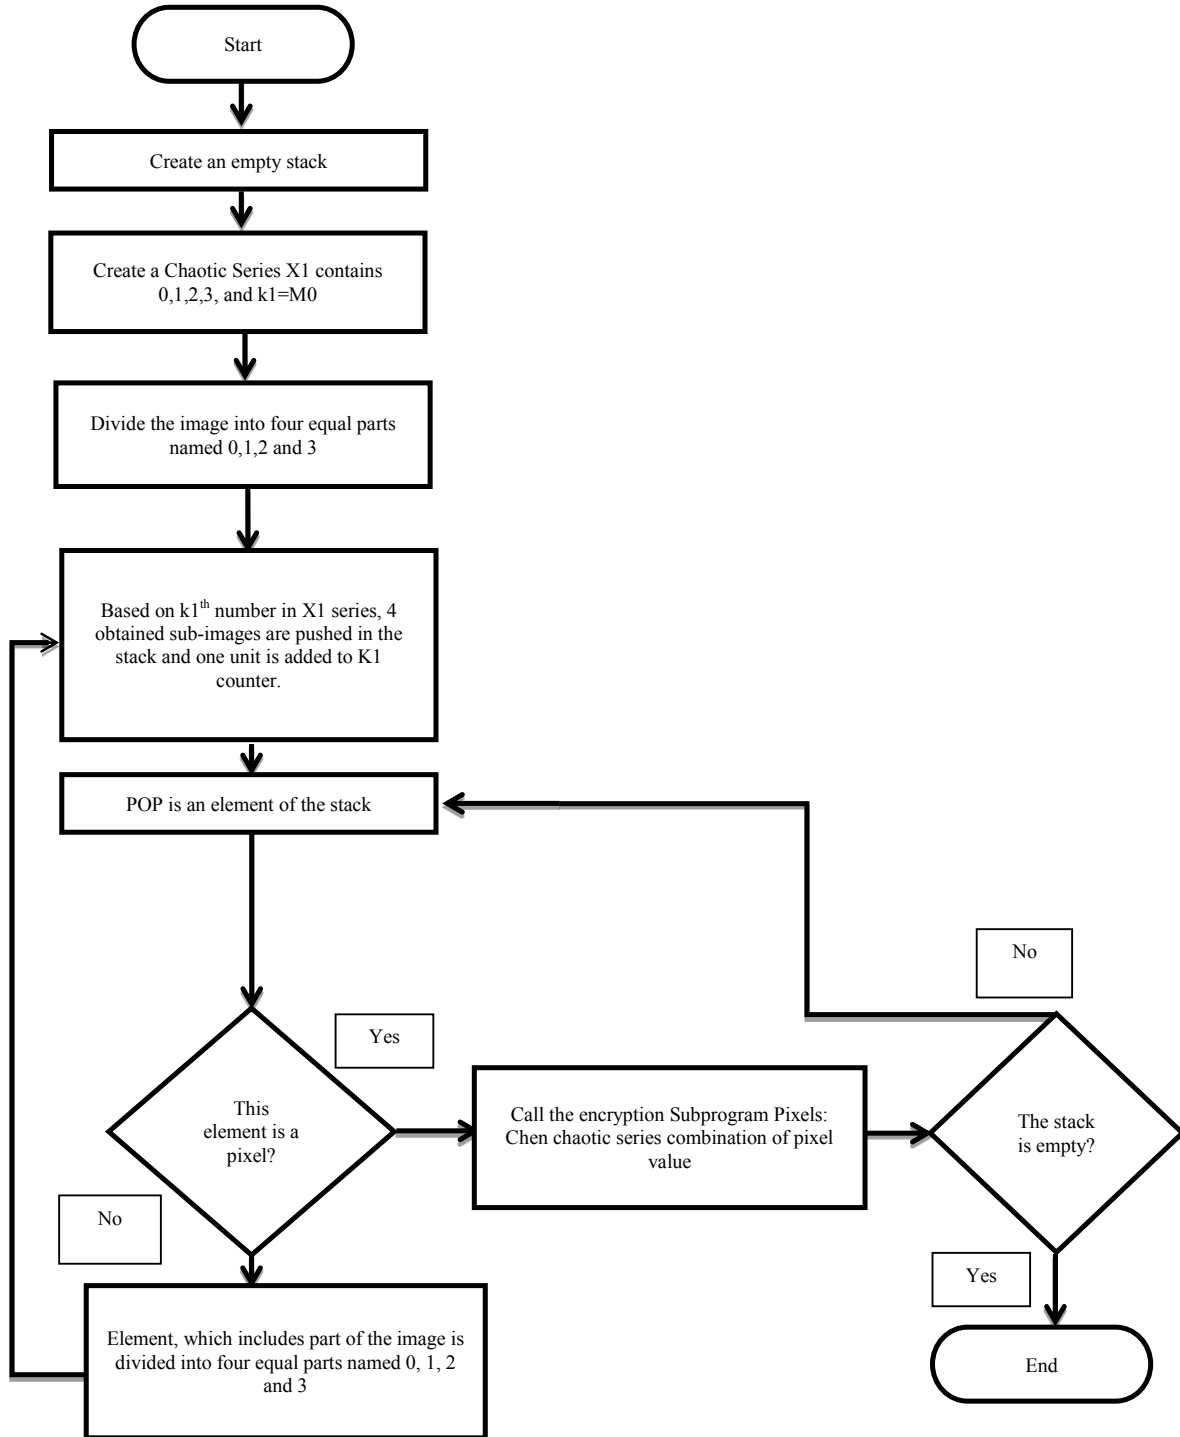 Start
Create an empty stack
Create a Chaotic Series X1 contains
0,1,2,3, and k1=M0
Divide the image into four equal parts
named 0,1,2 and 3
Based on k1th number in X1 series, 4
obtained sub-images are pushed in the
stack and one unit is added to K1
counter.
POP is an element of the stack
No
Yes
This
element is a
pixel?
Call the encryption Subprogram Pixels:
Chen chaotic series combination of pixel
value
The stack
is empty?
No
Yes
Element, which includes part of the image is
divided into four equal parts named 0, 1, 2
and 3
End